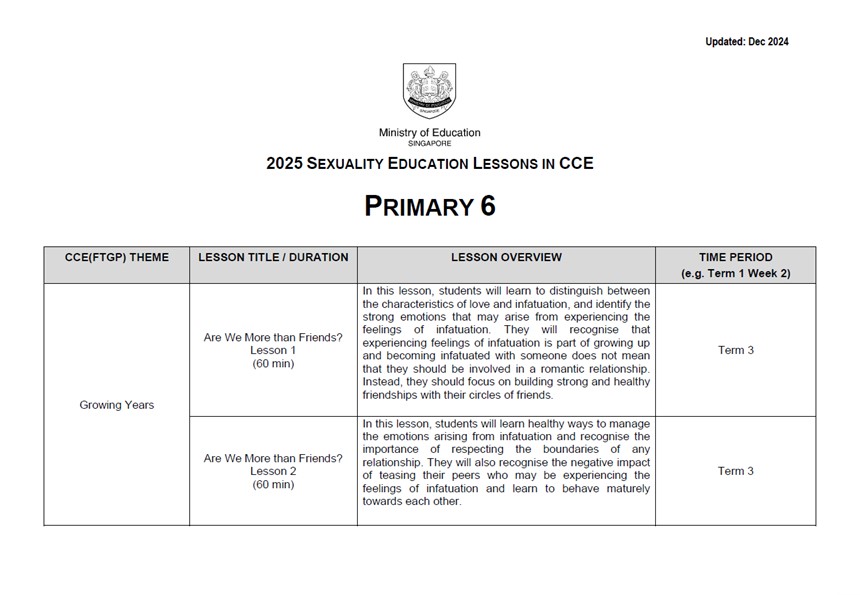 Updated: Dec 2024
Ministry of Education
SINGAPORE
2025 SEXUALITY EDUCATION LESSONS IN CCE
PRIMARY 6
CCE(FTGP) THEME
LESSON TITLE / DURATION
LESSON OVERVIEW
TIME PERIOD
(e.g. Term 1 Week 2)
Growing Years
Are We More than Friends?
Lesson 1
(60 min)
In this lesson, students will learn to distinguish between
the characteristics of love and infatuation, and identify the
strong emotions that may arise from experiencing the
feelings of infatuation. They will recognise that
experiencing feelings of infatuation is part of growing up
and becoming infatuated with someone does not mean
that they should be involved in a romantic relationship.
Instead, they should focus on building strong and healthy
friendships with their circles of friends.
Term 3
Are We More than Friends?
Lesson 2
(60 min)
In this lesson, students will learn healthy ways to manage
the emotions arising from infatuation and recognise the
importance of respecting the boundaries of any
relationship. They will also recognise the negative impact
of teasing their peers who may be experiencing the
feelings of infatuation and learn to behave maturely
towards each other.
Term 3